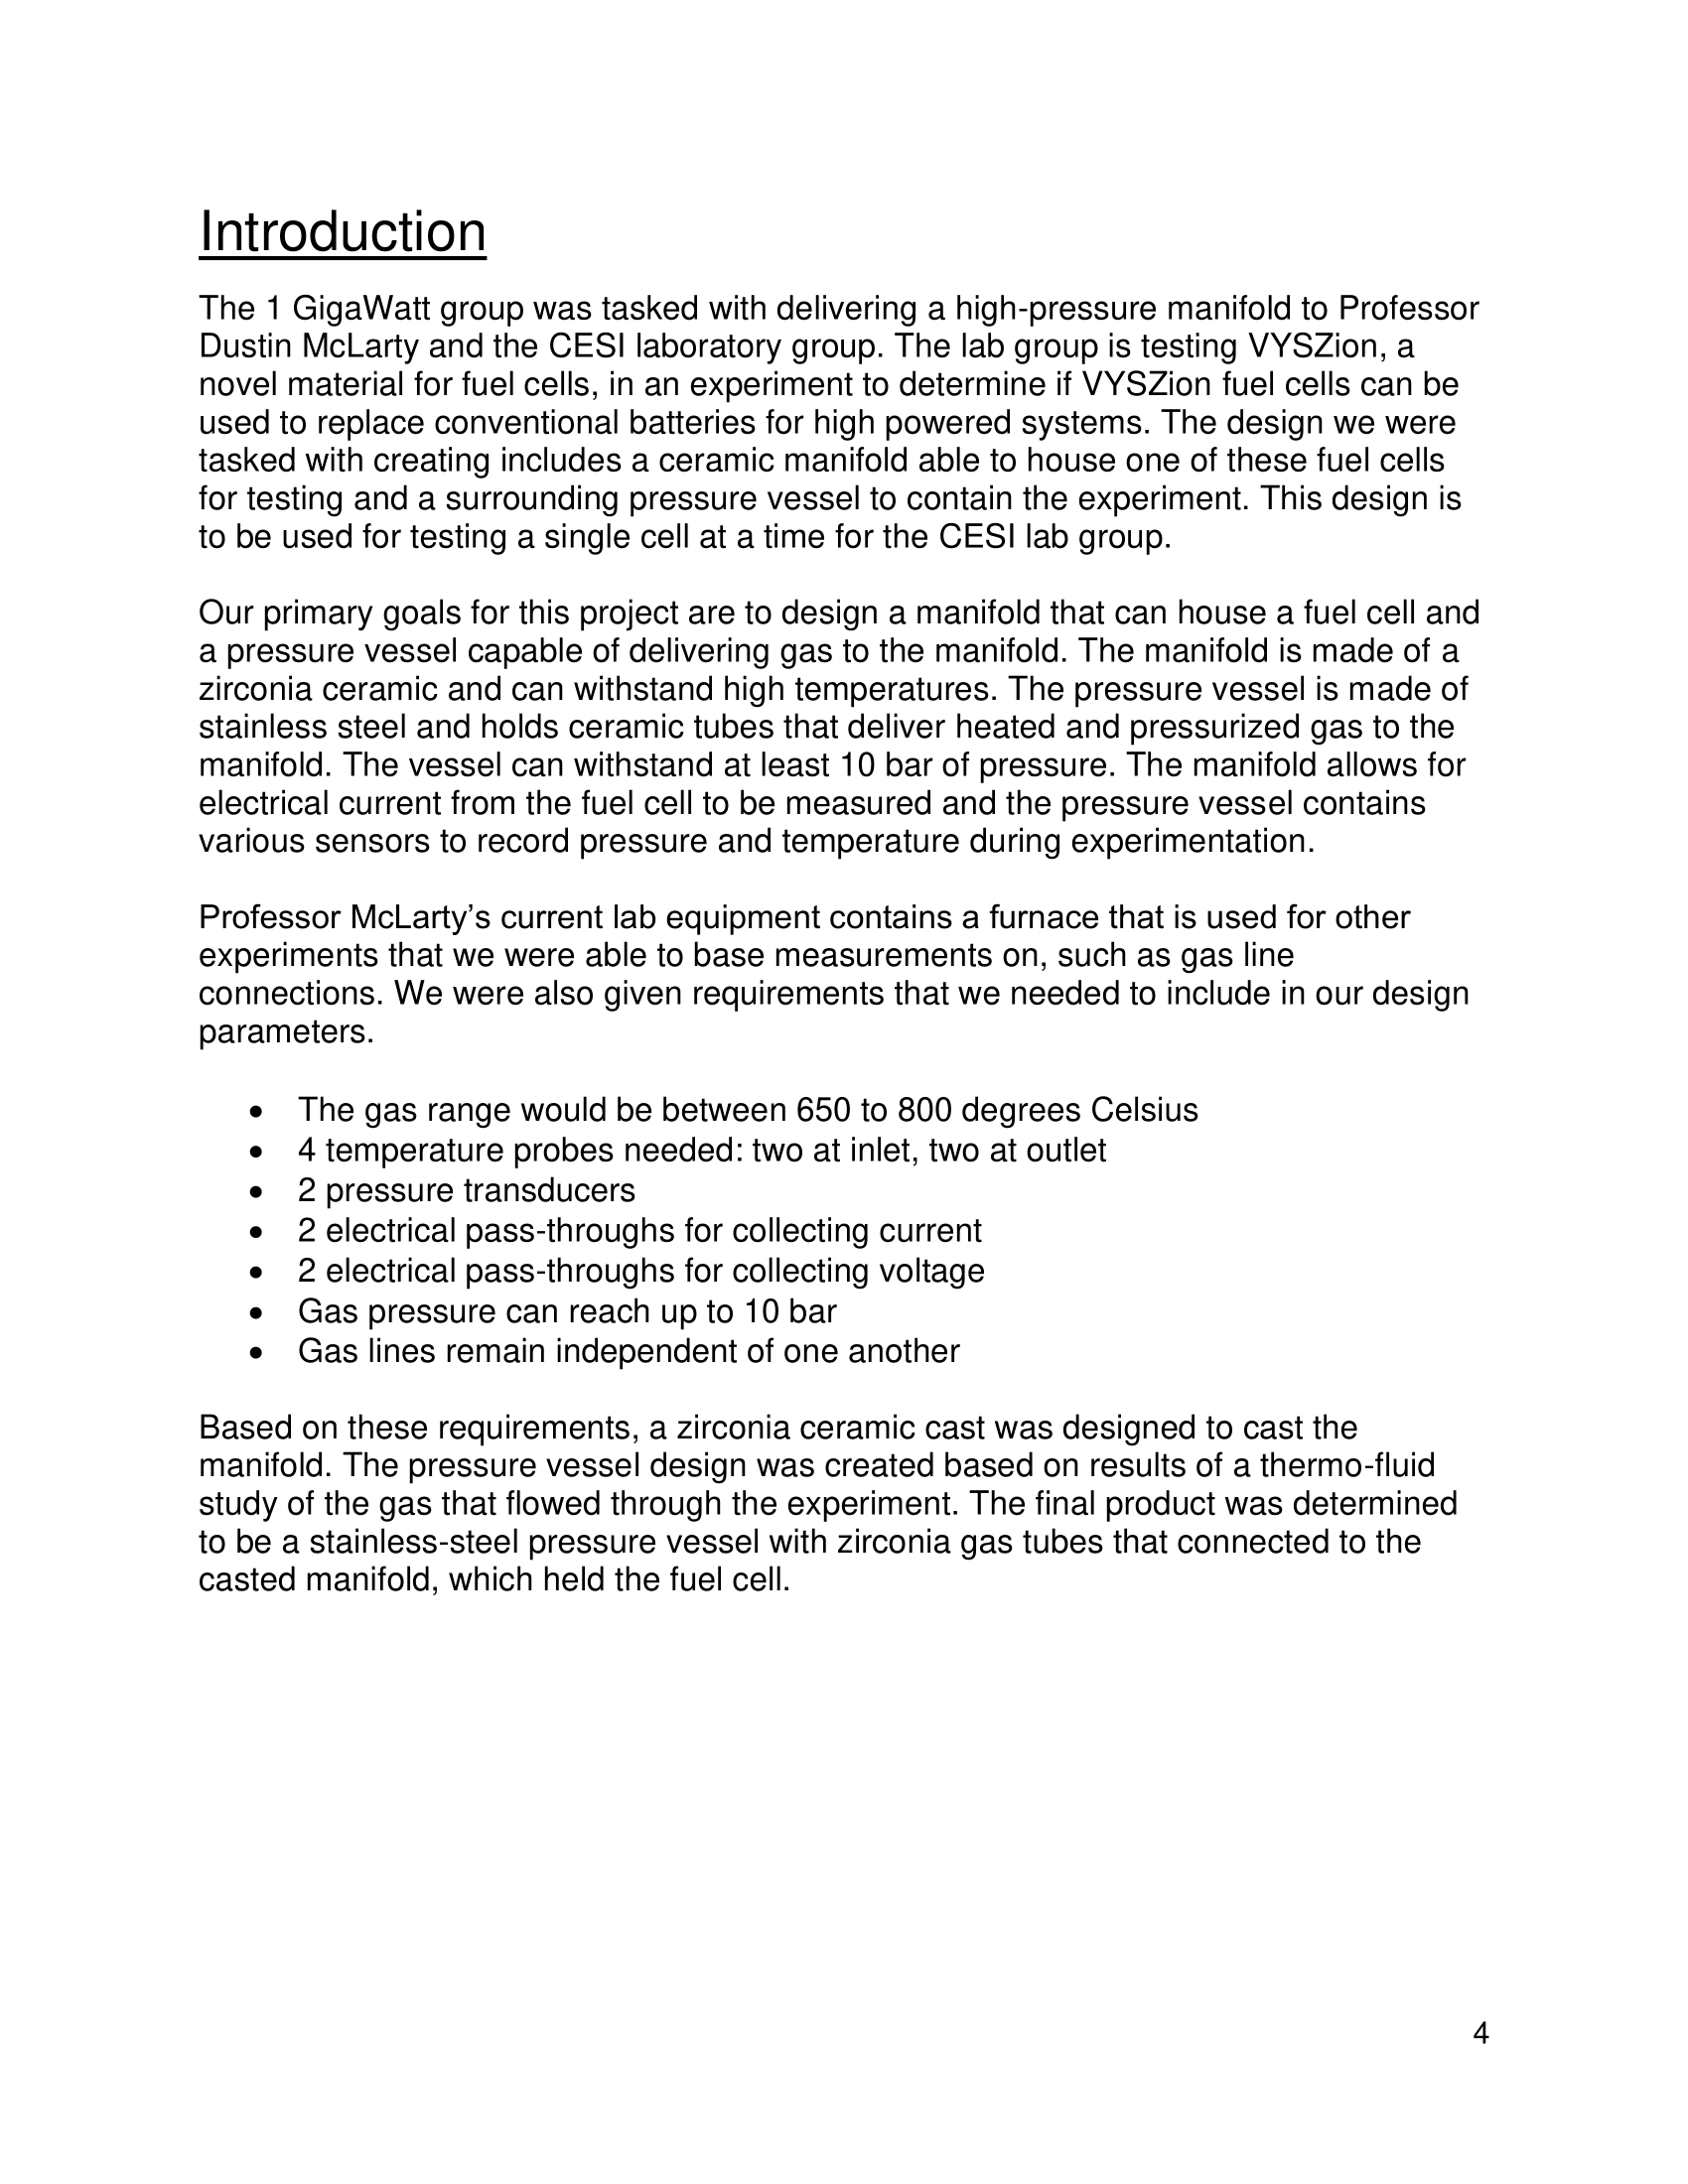 Introduction
The 1 GigaWatt group was tasked with delivering a high-pressure manifold to Professor
Dustin McLarty and the CESI laboratory group. The lab group is testing VYSZion, a
novel material for fuel cells, in an experiment to determine if VYSZion fuel cells can be
used to replace conventional batteries for high powered systems. The design we were
tasked with creating includes a ceramic manifold able to house one of these fuel cells
for testing and a surrounding pressure vessel to contain the experiment. This design is
to be used for testing a single cell at a time for the CESI lab group.
Our primary goals for this project are to design a manifold that can house a fuel cell and
a pressure vessel capable of delivering gas to the manifold. The manifold is made of a
zirconia ceramic and can withstand high temperatures. The pressure vessel is made of
stainless steel and holds ceramic tubes that deliver heated and pressurized gas to the
manifold. The vessel can withstand at least 10 bar of pressure. The manifold allows for
electrical current from the fuel cell to be measured and the pressure vessel contains
various sensors to record pressure and temperature during experimentation.
Professor McLarty’s current lab equipment contains a furnace that is used for other
experiments that we were able to base measurements on, such as gas line
connections. We were also given requirements that we needed to include in our design
parameters.
• The gas range would be between 650 to 800 degrees Celsius
• 4 temperature probes needed: two at inlet, two at outlet
• 2 pressure transducers
• 2 electrical pass-throughs for collecting current
• 2 electrical pass-throughs for collecting voltage
• Gas pressure can reach up to 10 bar
• Gas lines remain independent of one another
Based on these requirements, a zirconia ceramic cast was designed to cast the
manifold. The pressure vessel design was created based on results of a thermo-fluid
study of the gas that flowed through the experiment. The final product was determined
to be a stainless-steel pressure vessel with zirconia gas tubes that connected to the
casted manifold, which held the fuel cell.
4